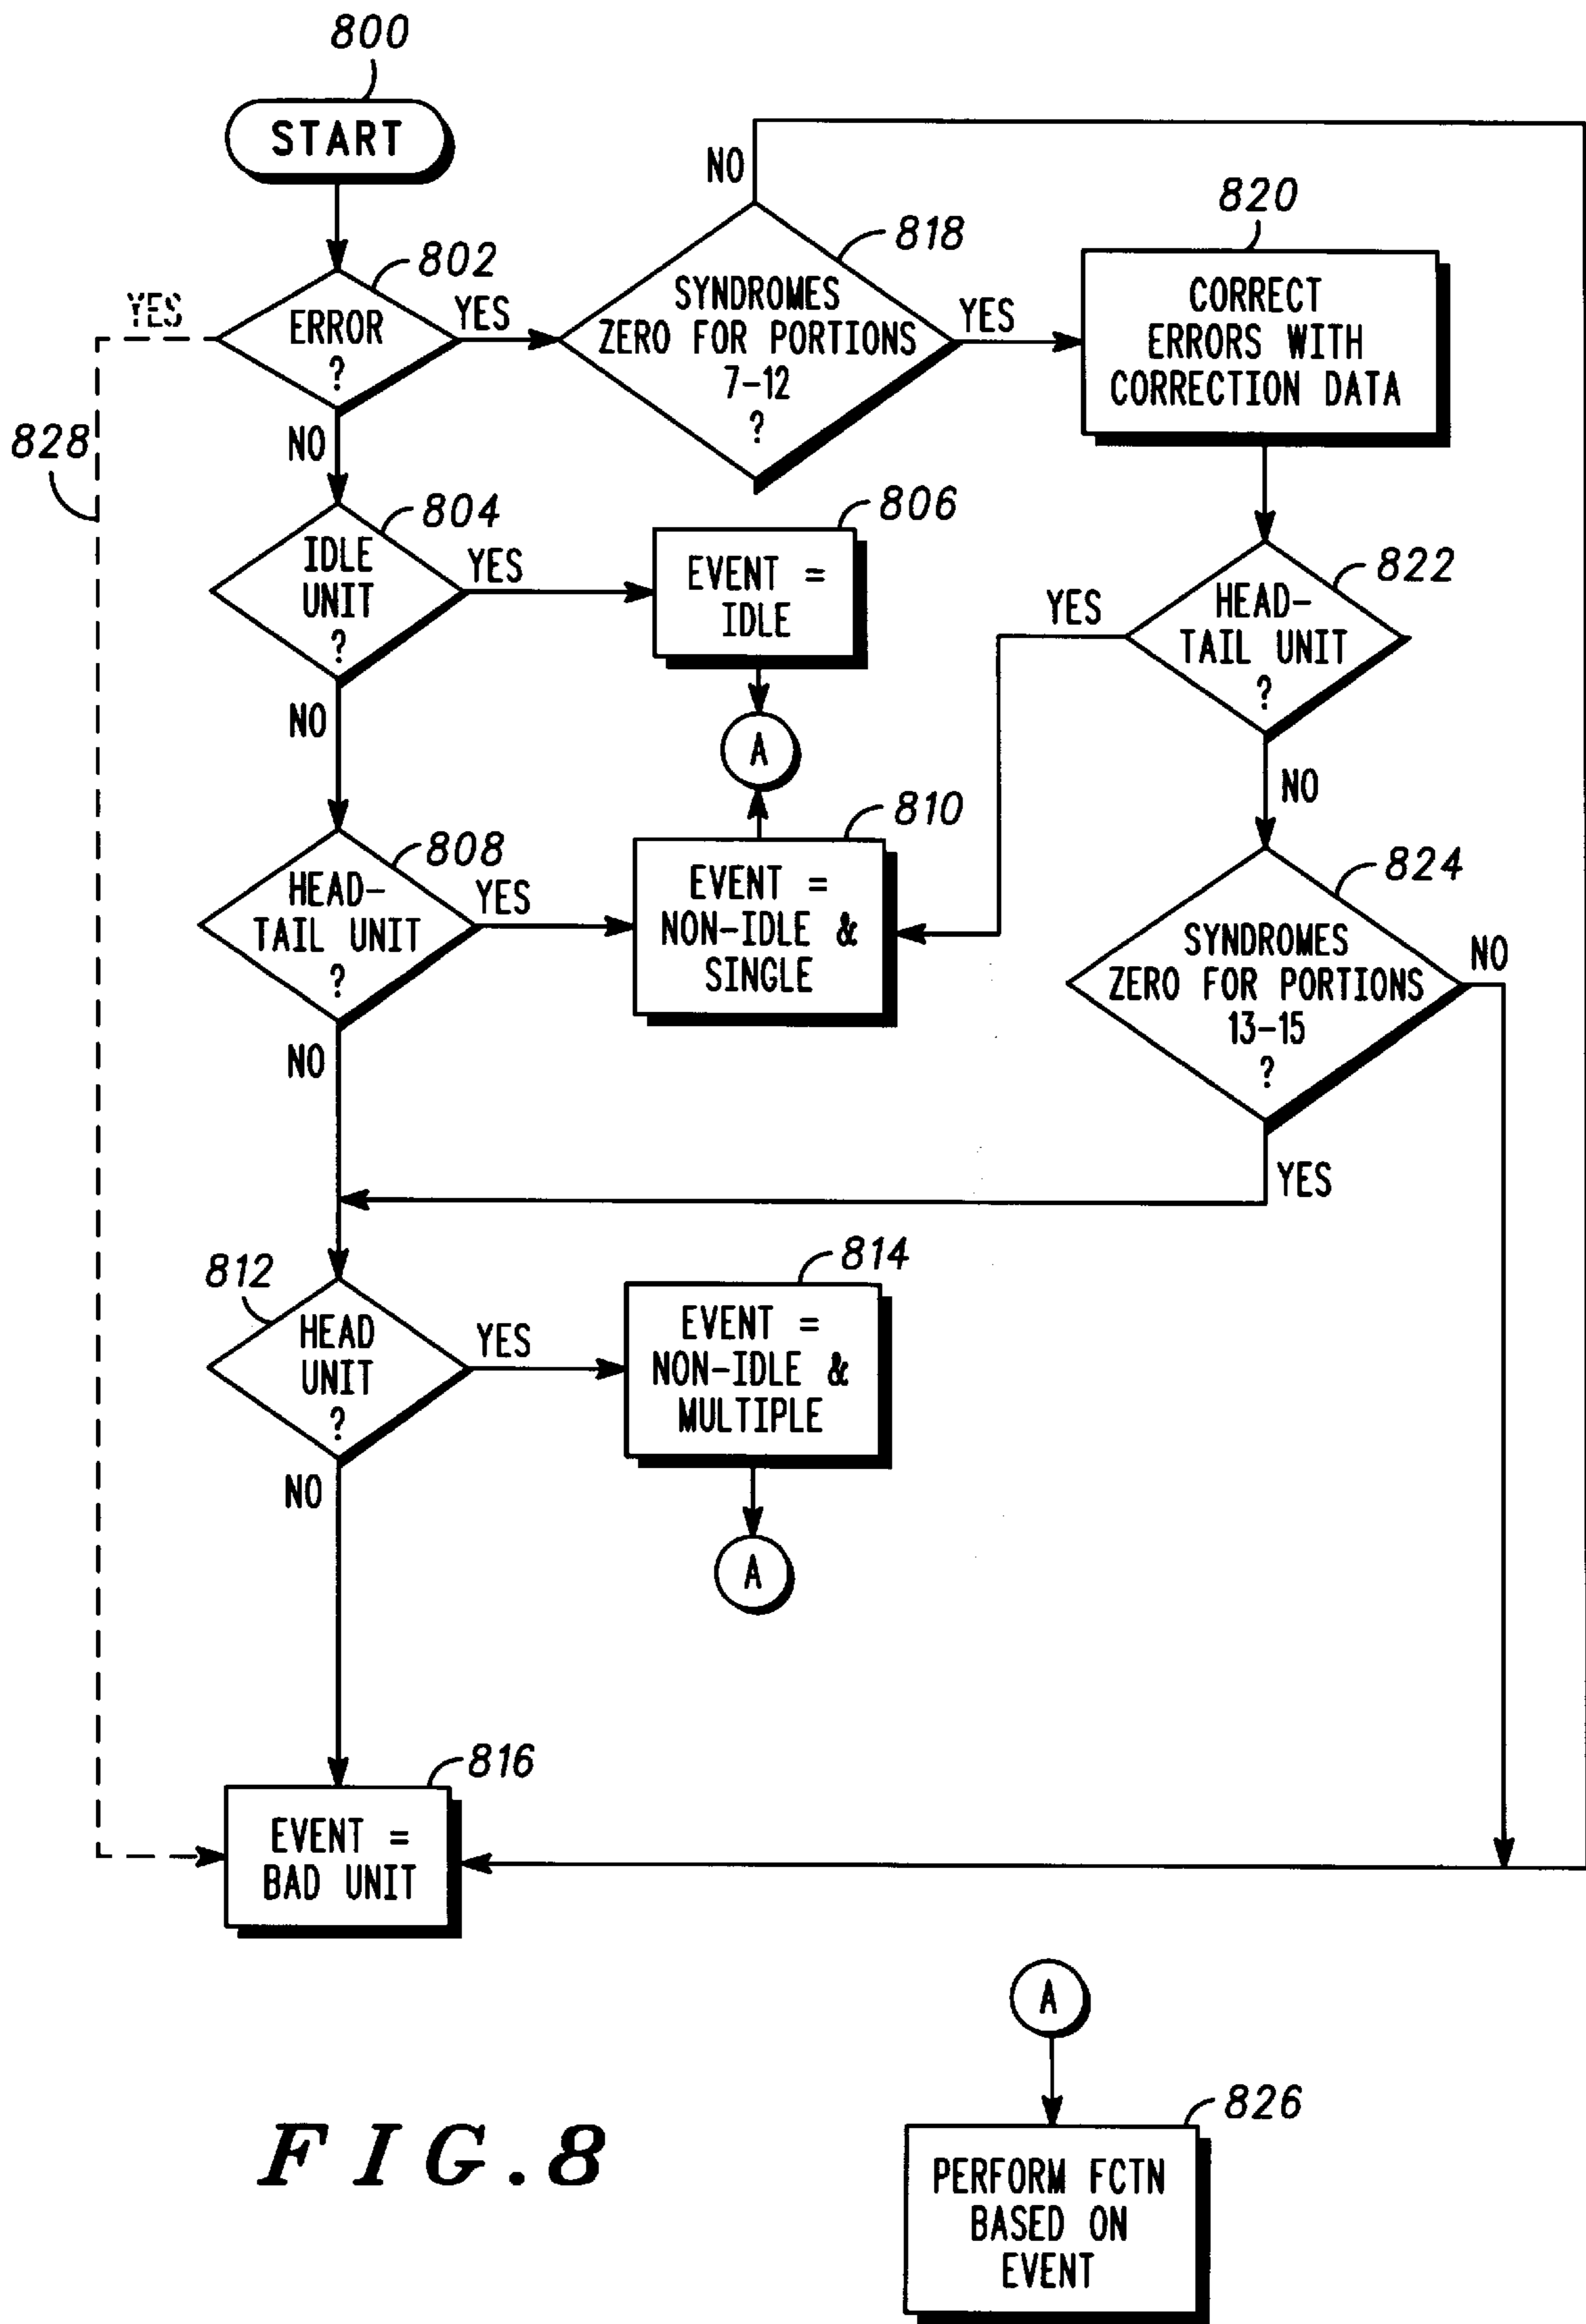 800
START
NO
802
818
820
YES
ERROR
?
YES
SYNDROMES
ZERO FOR PORTIONS
7-12
?
YES
CORRECT
ERRORS WITH
CORRECTION DATA
828
NO
804
806
822
IDLE
UNIT
?
YES
EVENT =
IDLE
YES
HEAD-
TAIL UNIT
?
NO
A
NO
808
810
824
HEAD-
TAIL UNIT
?
YES
EVENT =
NON-IDLE &
SINGLE
SYNDROMES
ZERO FOR PORTIONS
13-15
?
NO
NO
YES
812
814
HEAD
UNIT
?
YES
EVENT =
NON-IDLE &
MULTIPLE
NO
A
816
EVENT =
BAD UNIT
A
826
PERFORM FCTN
BASED ON
EVENT
FIG.8